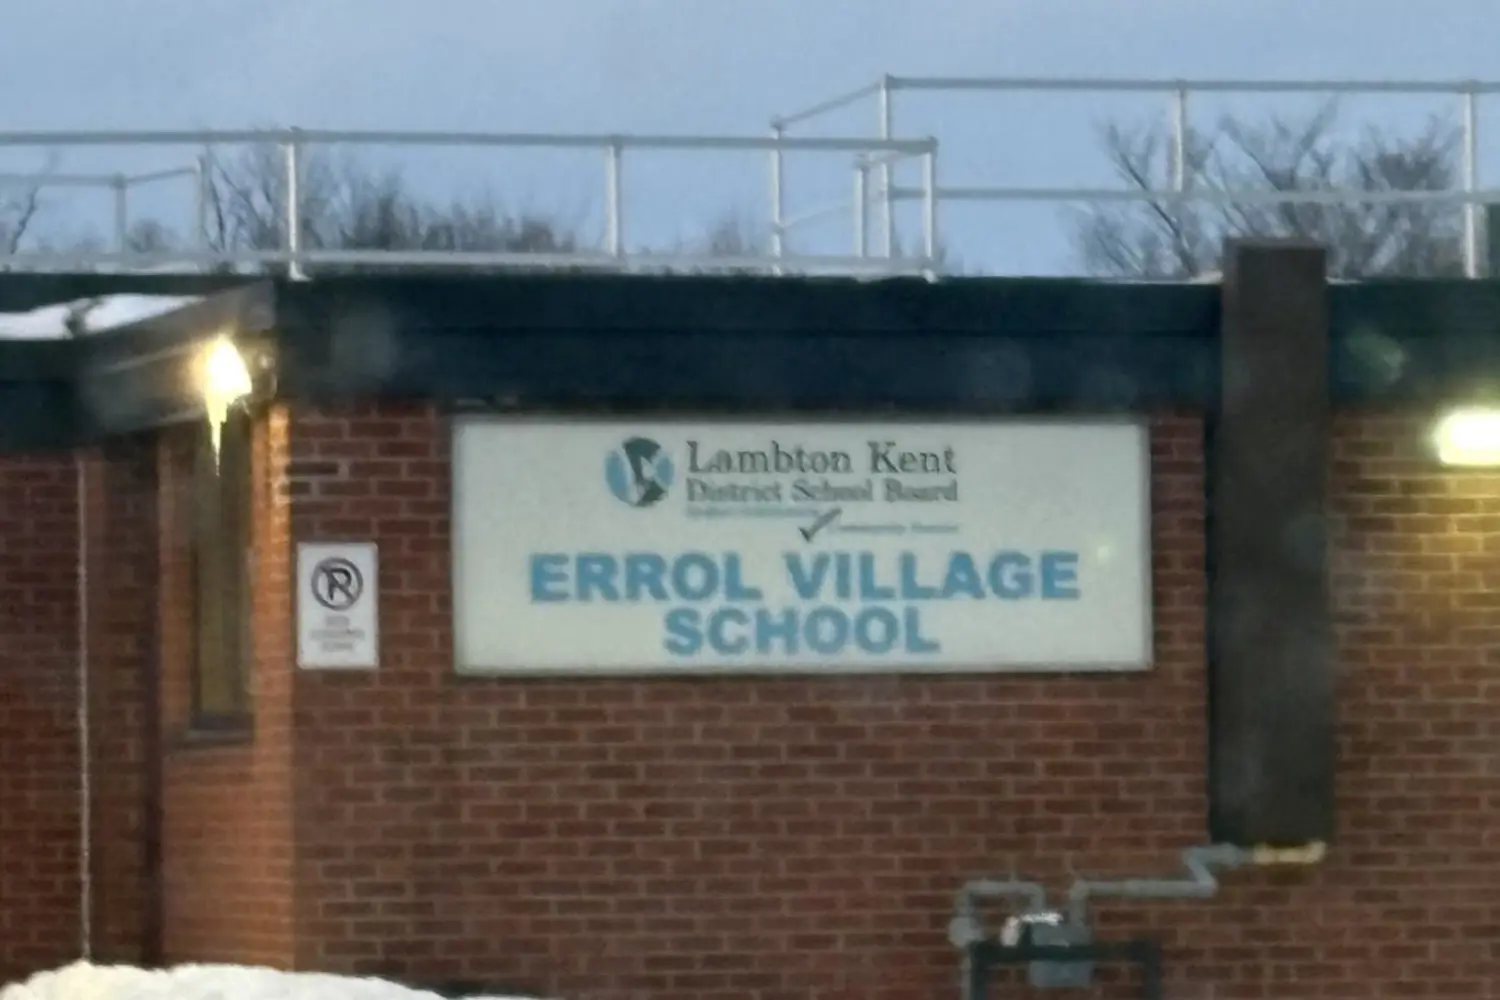 Lambton Kent
District School Board
ERROL VILLAGE
SCHOOL